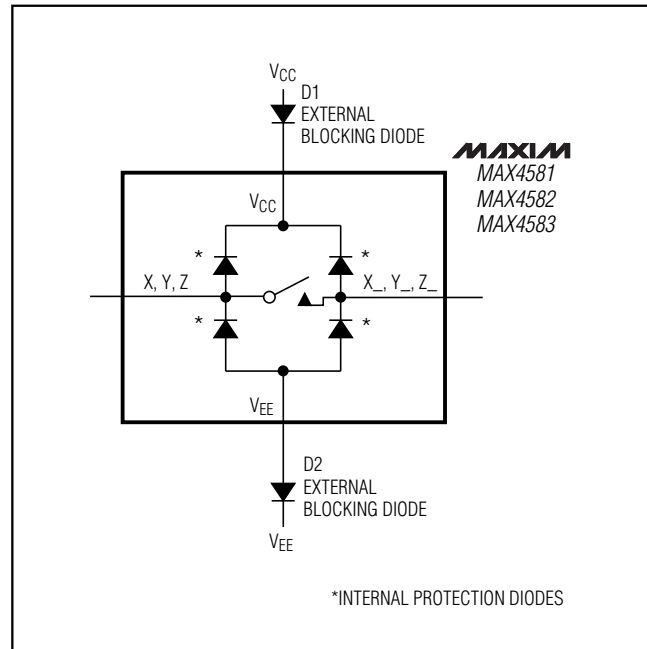 VCC
D1
EXTERNAL
BLOCKING DIODE
MAXIM
MAX4581
MAX4582
MAX4583
VCC
* *
X, Y, Z
X_, Y_, Z_
* *
VEE
D2
EXTERNAL
BLOCKING DIODE
VEE
*INTERNAL PROTECTION DIODES